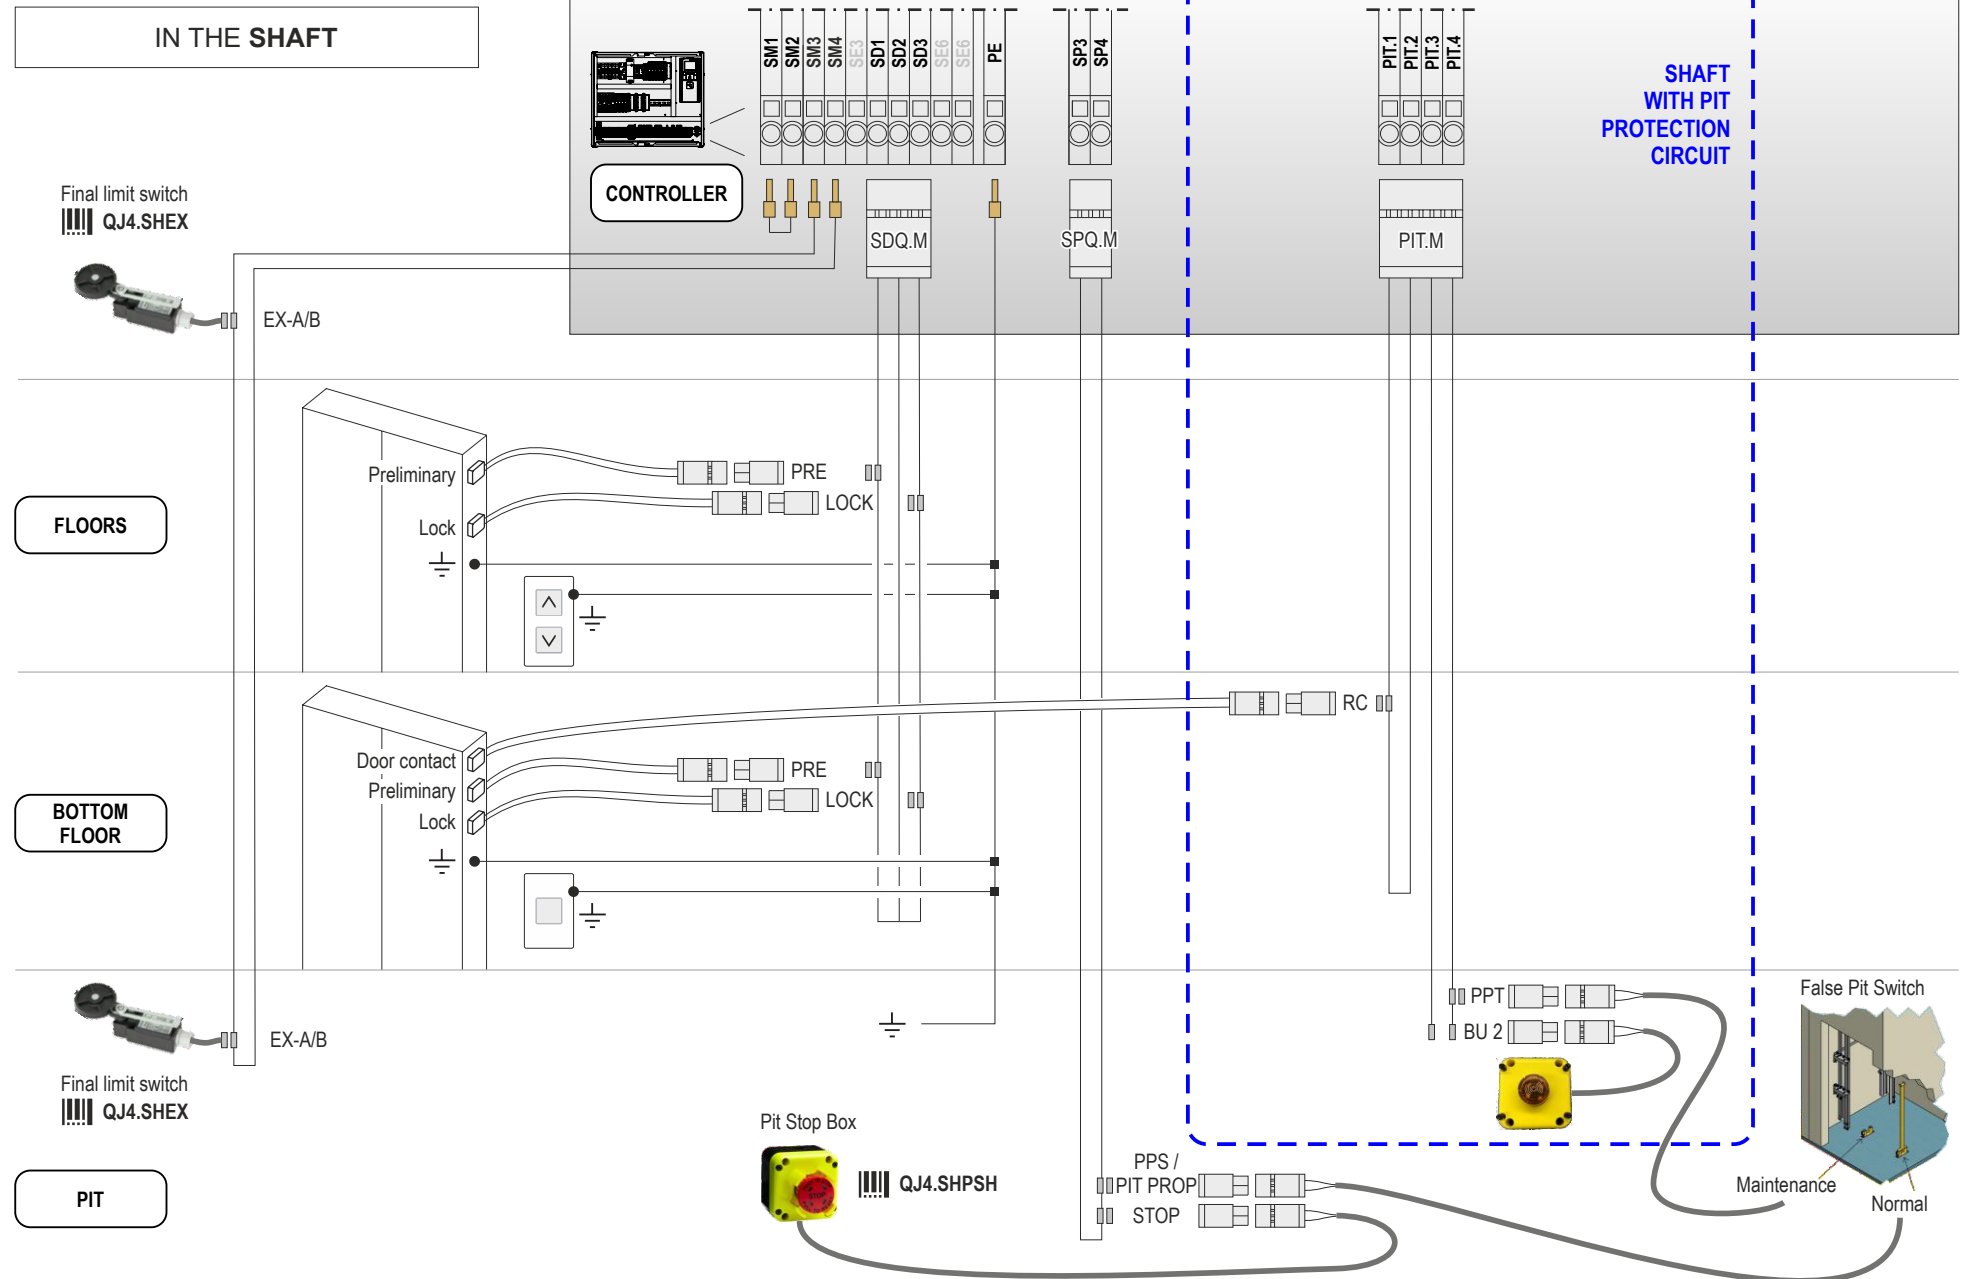 IN THE SHAFT
SM1
SM2
SM3
SM4
SE3
SD1
SD2
SD3
SE6
SE6
PE
SP3
SP4
PIT.1
PIT.2
PIT.3
PIT.4
SHAFT
WITH PIT
PROTECTION
CIRCUIT
CONTROLLER
Final limit switch
QJ4.SHEX
SDQ.M
SPQ.M
PIT.M
EX-A/B
Preliminary
PRE
LOCK
Lock
FLOORS
RC
Door contact
PRE
Preliminary
LOCK
Lock
BOTTOM
FLOOR
PPT
False Pit Switch
BU 2
EX-A/B
Final limit switch
QJ4.SHEX
Pit Stop Box
STOP
QJ4.SHPSH
PPS /
PIT PROP
STOP
Maintenance
Normal
PIT